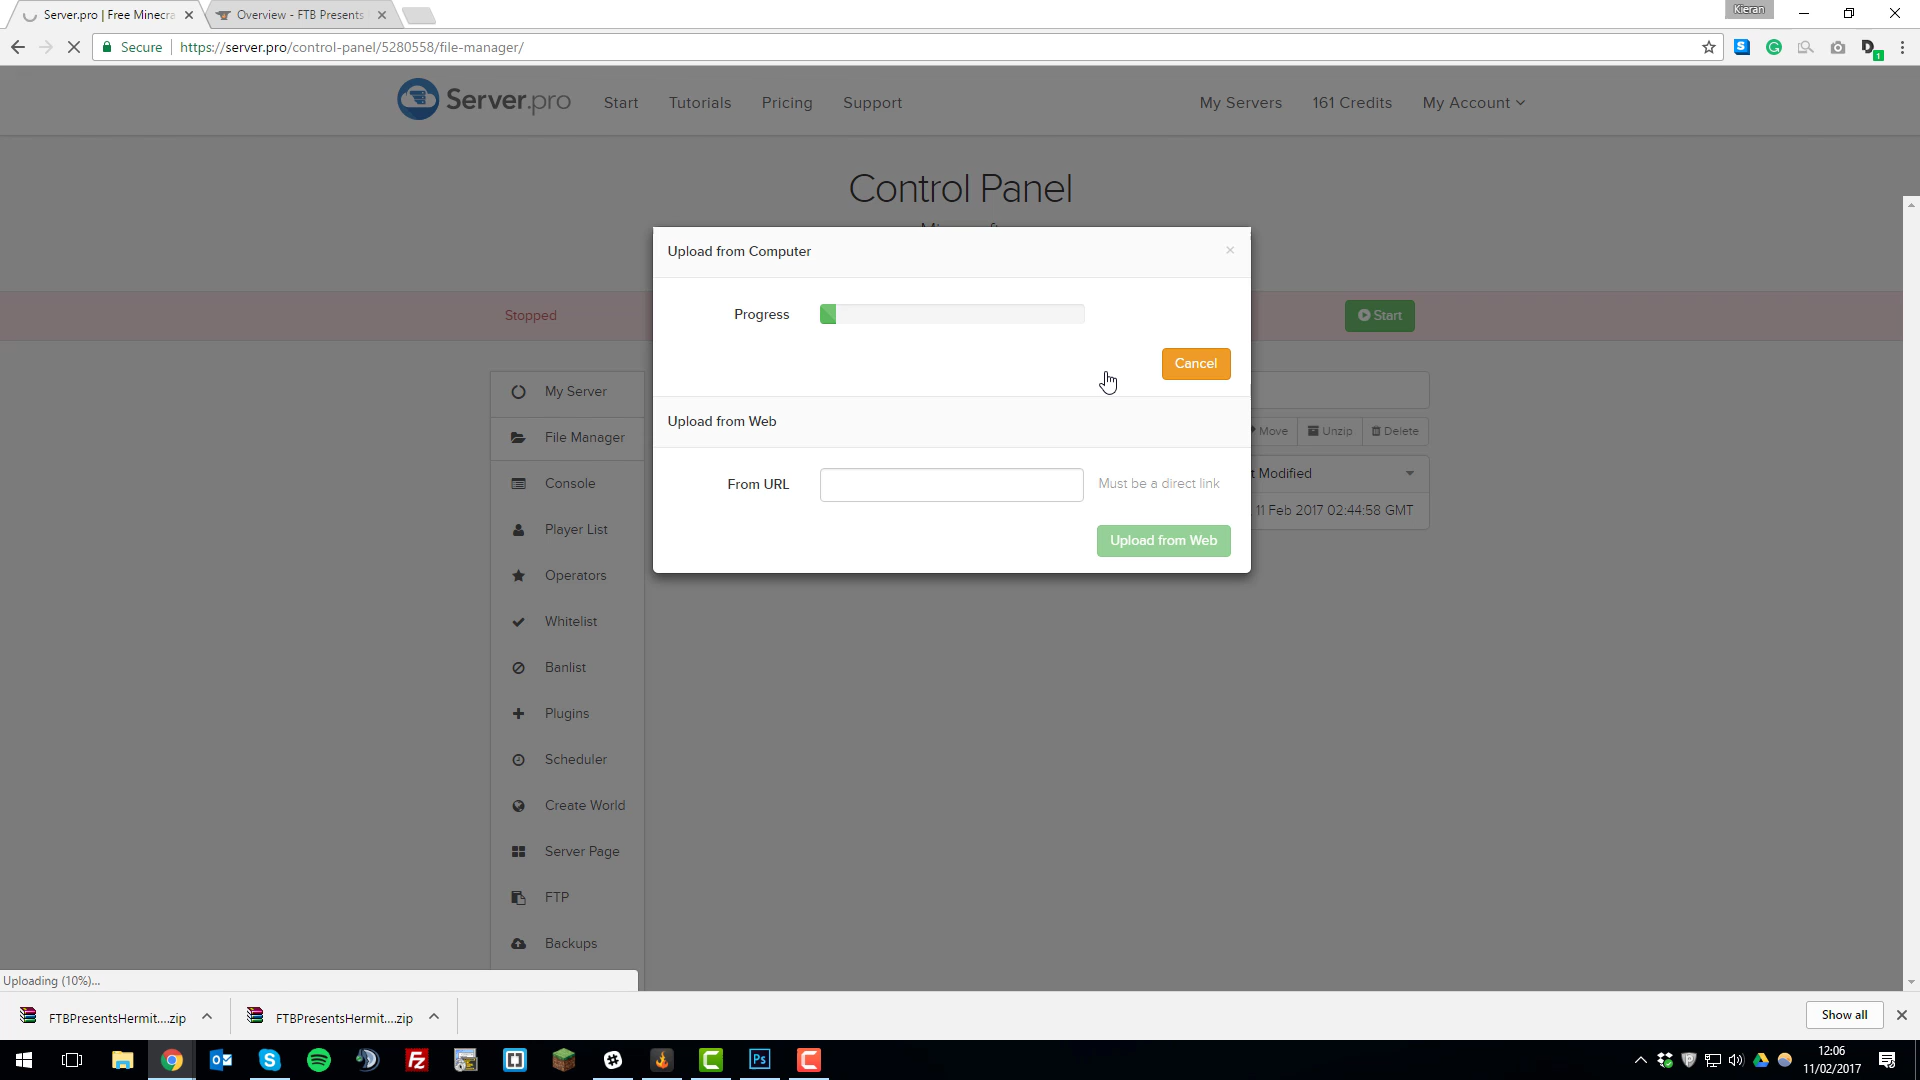 Server.pro | Free Minecra
Overview - FTB Presents
Kieran
Secure
https://server.pro/control-panel/5280558/file-manager/
Server.pro
Start
Tutorials
Pricing
Support
My Servers
161 Credits
My Account
Control Panel
Upload from Computer
Stopped
Progress
Start
Cancel
My Server
Upload from Web
File Manager
Move
Unzip
Delete
Modified
Console
From URL
Must be a direct link
11 Feb 2017 02:44:58 GMT
Player List
Upload from Web
Operators
Whitelist
Banlist
Plugins
Scheduler
Create World
Server Page
FTP
Backups
Uploading (10%)...
FTBPresentsHermit....zip
FTBPresentsHermit....zip
Show all
12:06
11/02/2017